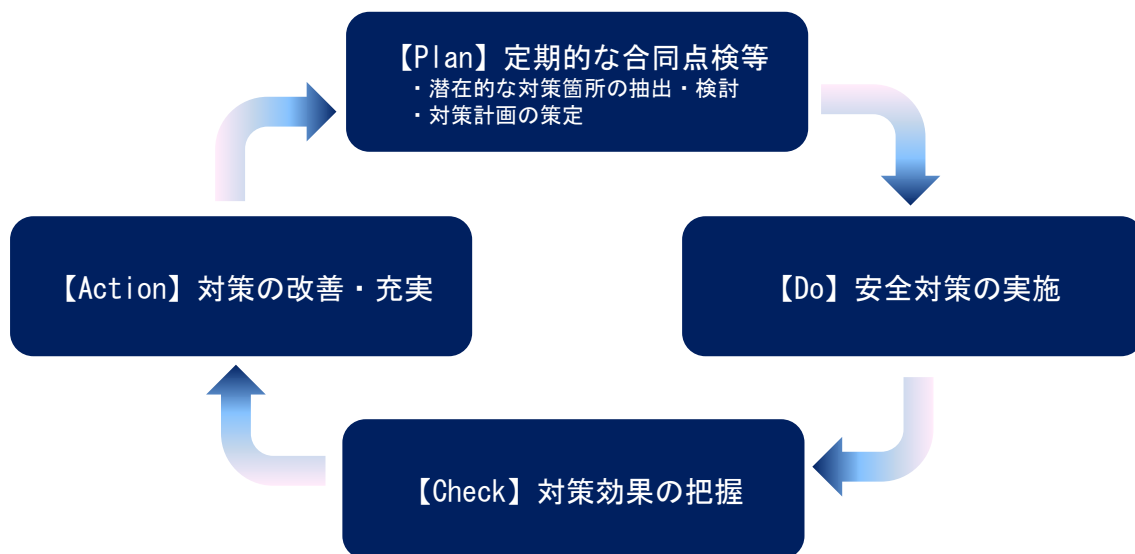 【Plan】定期的な合同点検等
・潜在的な対策箇所の抽出・検討
・対策計画の策定
【Action】対策の改善・充実
【Do】安全対策の実施
【Check】対策効果の把握